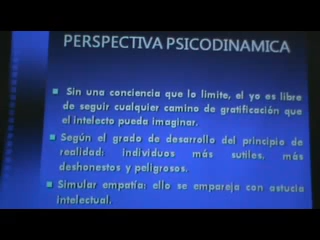 PERSPECTIVA PSICODINAMICA
Sin una conciencia que lo limite, el yo es libre
de seguir cualquier camino de gratificación que
el intelecto pueda imaginar.
Según el grado de desarrollo del principio de
realidad: individuos más sutiles, más
deshonestos y peligrosos.
Simular empatía: ello se empareja con astucia
intelectual.